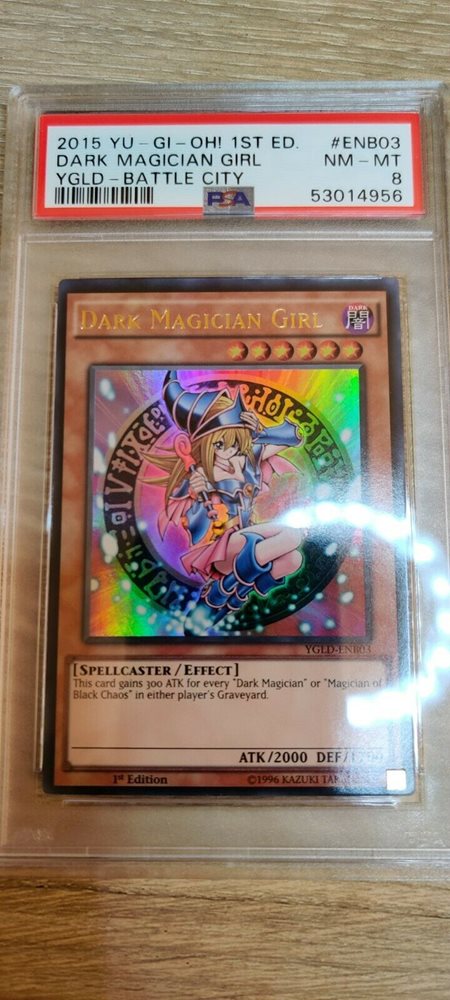 2015 YU-GI-OH! 1ST ED. #ENB03
DARK MAGICIAN GIRL NM-MT
YGLD-BATTLE CITY 8
PSA 53014956
DARK MAGICIAN GIRL DARK 闇
YGLD-ENB03
[SPELLCASTER/EFFECT]
This card gains 300 ATK for every "Dark Magician" or "Magician of
Black Chaos" in either player's Graveyard.
ATK/2000 DEF/
1st Edition ©1996 KAZUKI